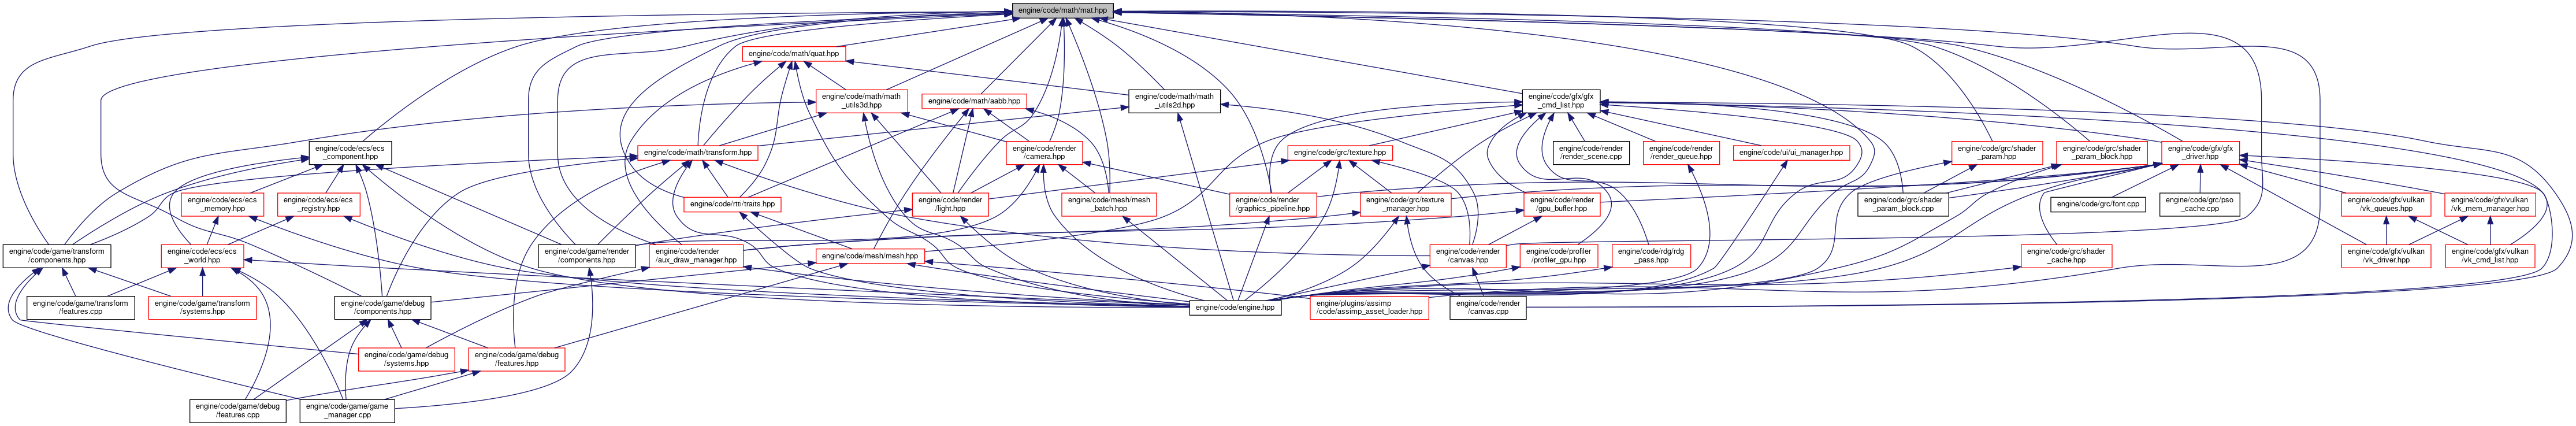 engine/code/math/mat.hpp
engine/code/math/quat.hpp
engine/code/math/math
_utils3d.hpp
engine/code/math/aabb.hpp
engine/code/math/math
_utils2d.hpp
engine/code/gfx/gfx
_cmd_list.hpp
engine/code/ecs/ecs
_component.hpp
engine/code/math/transform.hpp
engine/code/render
/camera.hpp
engine/code/grc/texture.hpp
engine/code/render
/render_scene.cpp
engine/code/render
/render_queue.hpp
engine/code/ui/ui_manager.hpp
engine/code/grc/shader
_param.hpp
engine/code/grc/shader
_param_block.hpp
engine/code/gfx/gfx
_driver.hpp
engine/code/ecs/ecs
_memory.hpp
engine/code/ecs/ecs
_registry.hpp
engine/code/rtti/traits.hpp
engine/code/render
/light.hpp
engine/code/mesh/mesh
_batch.hpp
engine/code/render
/graphics_pipeline.hpp
engine/code/grc/texture
_manager.hpp
engine/code/render
/gpu_buffer.hpp
engine/code/grc/shader
_param_block.cpp
engine/code/grc/font.cpp
engine/code/grc/pso
_cache.cpp
engine/code/gfx/vulkan
/vk_queues.hpp
engine/code/gfx/vulkan
/vk_mem_manager.hpp
engine/code/game/transform
/components.hpp
engine/code/ecs/ecs
_world.hpp
engine/code/game/render
/components.hpp
engine/code/render
/aux_draw_manager.hpp
engine/code/mesh/mesh.hpp
engine/code/render
/canvas.hpp
engine/code/profiler
/profiler_gpu.hpp
engine/code/rdg/rdg
_pass.hpp
engine/code/grc/shader
_cache.hpp
engine/code/gfx/vulkan
/vk_driver.hpp
engine/code/gfx/vulkan
/vk_cmd_list.hpp
engine/code/game/transform
/features.cpp
engine/code/game/transform
/systems.hpp
engine/code/game/debug
/components.hpp
engine/code/engine.hpp
engine/plugins/assimp
/code/assimp_asset_loader.hpp
engine/code/render
/canvas.cpp
engine/code/game/debug
/systems.hpp
engine/code/game/debug
/features.hpp
engine/code/game/debug
/features.cpp
engine/code/game/game
_manager.cpp